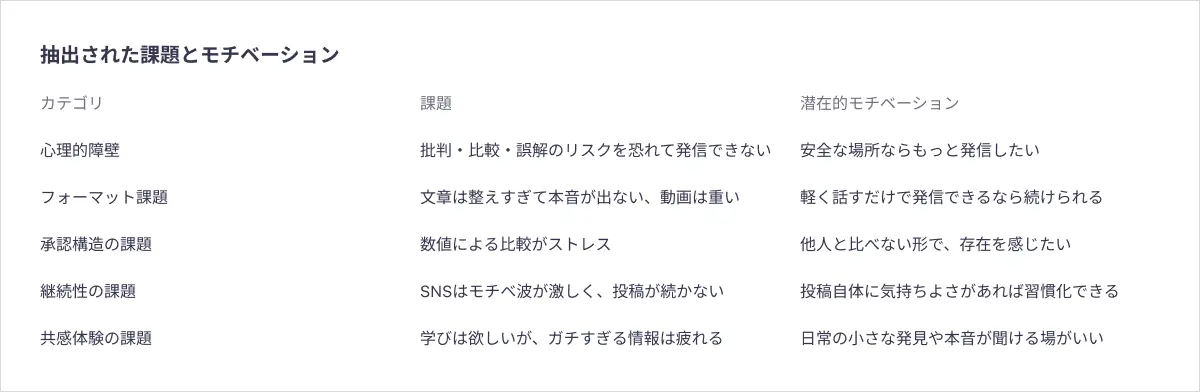 抽出された課題とモチベーション
カテゴリ 課題 潜在的モチベーション
心理的障壁 批判・比較・誤解のリスクを恐れて発信できない 安全な場所ならもっと発信したい
フォーマット課題 文章は整えすぎて本音が出ない、動画は重い 軽く話すだけで発信できるなら続けられる
承認構造の課題 数値による比較がストレス 他人と比べない形で、存在を感じたい
継続性の課題 SNSはモチベ波が激しく、投稿が続かない 投稿自体に気持ちよさがあれば習慣化できる
共感体験の課題 学びは欲しいが、ガチすぎる情報は疲れる 日常の小さな発見や本音が聞ける場がいい